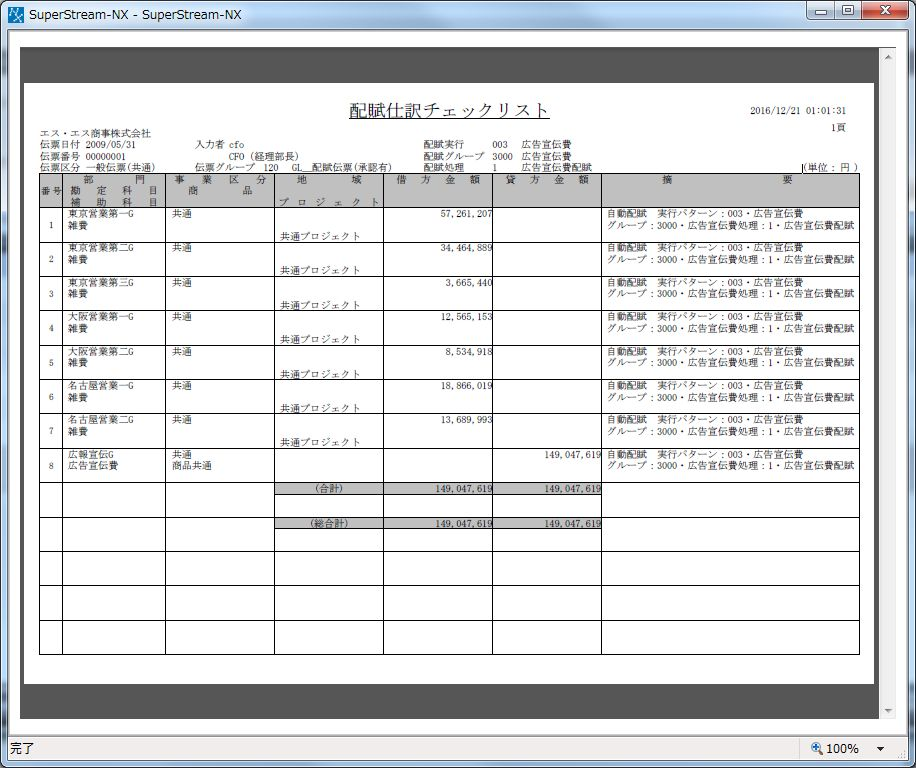 SuperStream-NX - SuperStream-NX
配賦仕訳チェックリスト
2016/12/21 01:01:31
1頁
エス・エス商事株式会社
伝票日付 2009/05/31 入力者 cfo 配賦実行 003 広告宣伝費
伝票番号 00000001 CFO (経理部長) 配賦グループ 3000 広告宣伝費
伝票区分 一般伝票(共通) 伝票グループ 120 GL__配賦伝票(承認有) 配賦処理 1 広告宣伝費配賦 (単位：円 )
番号 部門 事業区分 地域 借方金額 貸方金額 摘要
勘定科目 商品
補助科目 プロジェクト
1 東京営業第一G 共通 57,261,207 自動配賦 実行パターン：003・広告宣伝費
雑費 グループ：3000・広告宣伝費処理：1・広告宣伝費配賦
共通プロジェクト
2 東京営業第二G 共通 34,464,889 自動配賦 実行パターン：003・広告宣伝費
雑費 グループ：3000・広告宣伝費処理：1・広告宣伝費配賦
共通プロジェクト
3 東京営業第三G 共通 3,665,440 自動配賦 実行パターン：003・広告宣伝費
雑費 グループ：3000・広告宣伝費処理：1・広告宣伝費配賦
共通プロジェクト
4 大阪営業第一G 共通 12,565,153 自動配賦 実行パターン：003・広告宣伝費
雑費 グループ：3000・広告宣伝費処理：1・広告宣伝費配賦
共通プロジェクト
5 大阪営業第二G 共通 8,534,918 自動配賦 実行パターン：003・広告宣伝費
雑費 グループ：3000・広告宣伝費処理：1・広告宣伝費配賦
共通プロジェクト
6 名古屋営業一G 共通 18,866,019 自動配賦 実行パターン：003・広告宣伝費
雑費 グループ：3000・広告宣伝費処理：1・広告宣伝費配賦
共通プロジェクト
7 名古屋営業二G 共通 13,689,993 自動配賦 実行パターン：003・広告宣伝費
雑費 グループ：3000・広告宣伝費処理：1・広告宣伝費配賦
共通プロジェクト
8 広報宣伝G 共通 149,047,619 自動配賦 実行パターン：003・広告宣伝費
広告宣伝費 商品共通 グループ：3000・広告宣伝費処理：1・広告宣伝費配賦
(合計) 149,047,619 149,047,619
(総合計) 149,047,619 149,047,619
完了 100%